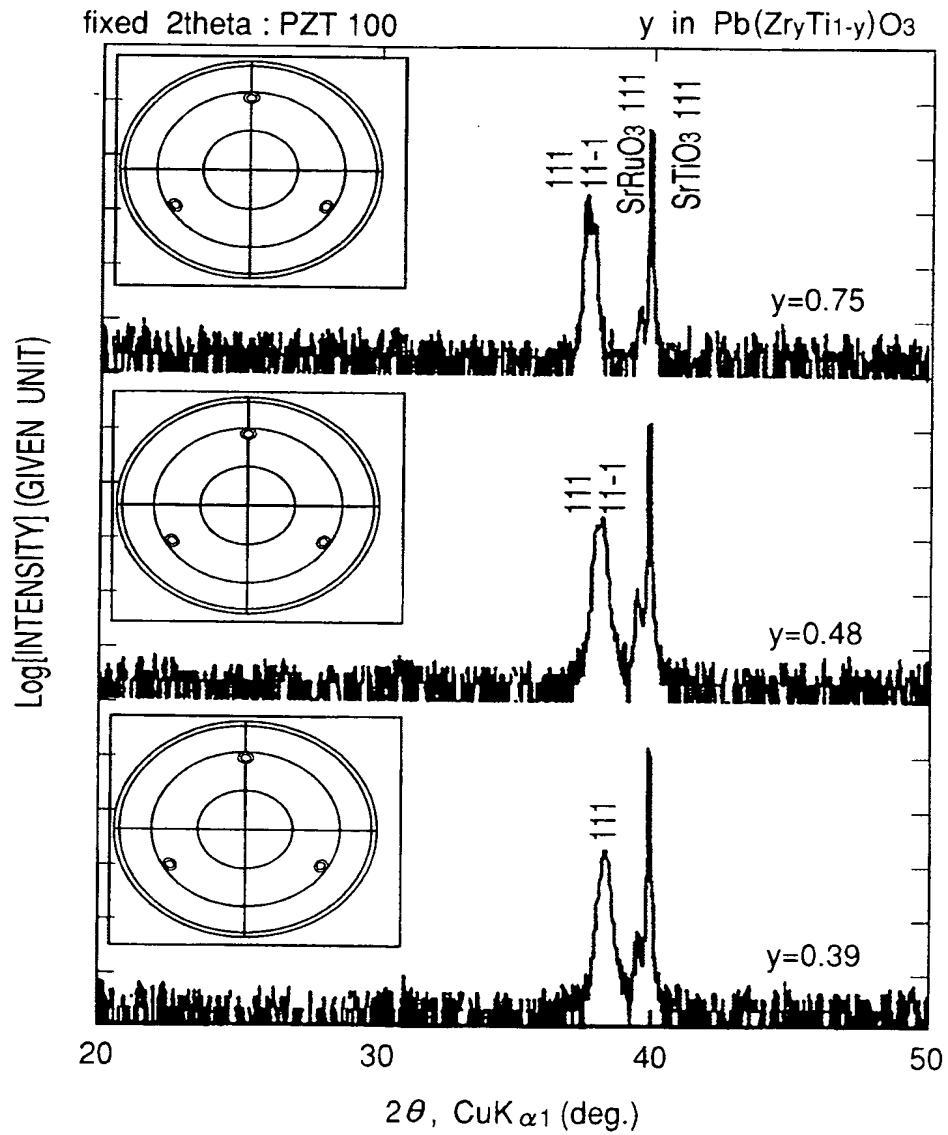 fixed 2theta : PZT 100
y in Pb(ZryTi1-y)O3
111
11-1
SrRuO3 111
SrTiO3 111
y=0.75
111
11-1
y=0.48
111
y=0.39
Log[INTENSITY] (GIVEN UNIT)
20 30 40 50
2θ, CuKα1 (deg.)